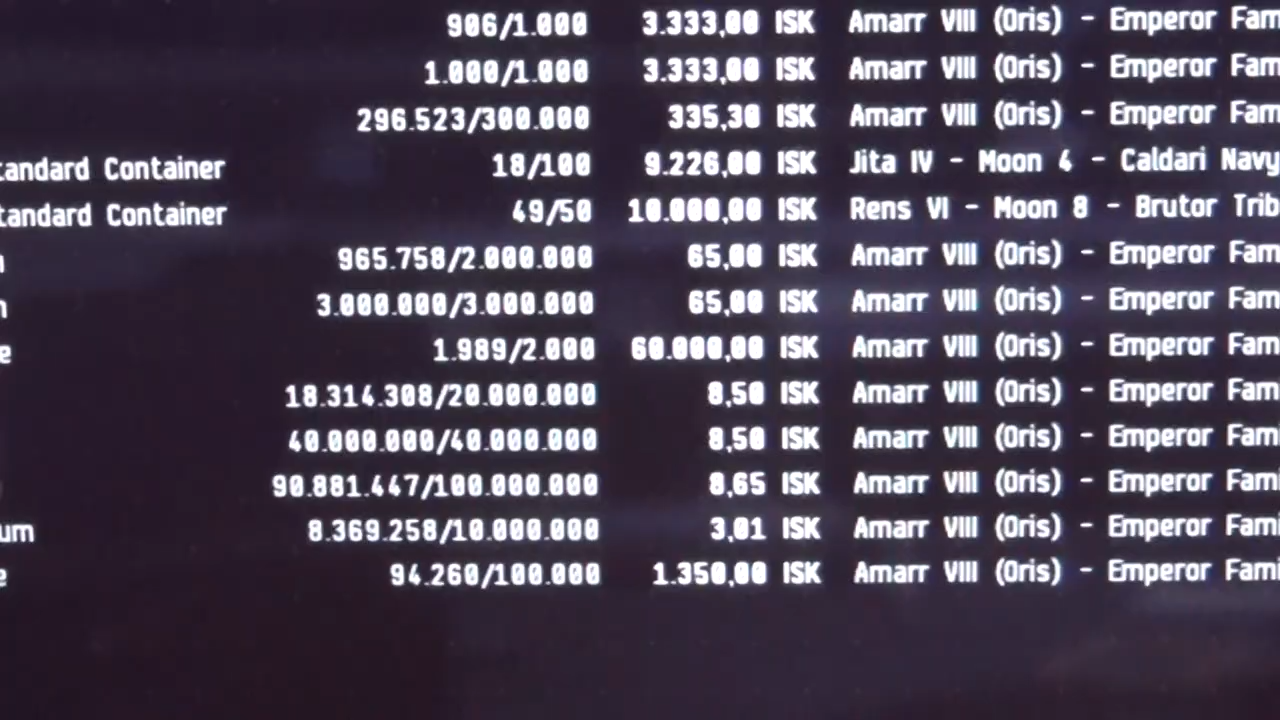 906/1.000 3.333,00 ISK Amarr VIII (Oris) - Emperor Fam
1.000/1.000 3.333,00 ISK Amarr VIII (Oris) - Emperor Fam
296.523/300.000 335,30 ISK Amarr VIII (Oris) - Emperor Fam
tandard Container 18/100 9.226,00 ISK Jita IV - Moon 4 - Caldari Navy
tandard Container 49/50 10.000,00 ISK Rens VI - Moon 8 - Brutor Trib
965.758/2.000.000 65,00 ISK Amarr VIII (Oris) - Emperor Fam
3.000.000/3.000.000 65,00 ISK Amarr VIII (Oris) - Emperor Fam
e 1.989/2.000 60.000,00 ISK Amarr VIII (Oris) - Emperor Fam
18.314.308/20.000.000 8,50 ISK Amarr VIII (Oris) - Emperor Fam
40.000.000/40.000.000 8,50 ISK Amarr VIII (Oris) - Emperor Fami
90.881.447/100.000.000 8,65 ISK Amarr VIII (Oris) - Emperor Fami
um 8.369.258/10.000.000 3,01 ISK Amarr VIII (Oris) - Emperor Fami
e 94.260/100.000 1.350,00 ISK Amarr VIII (Oris) - Emperor Fami